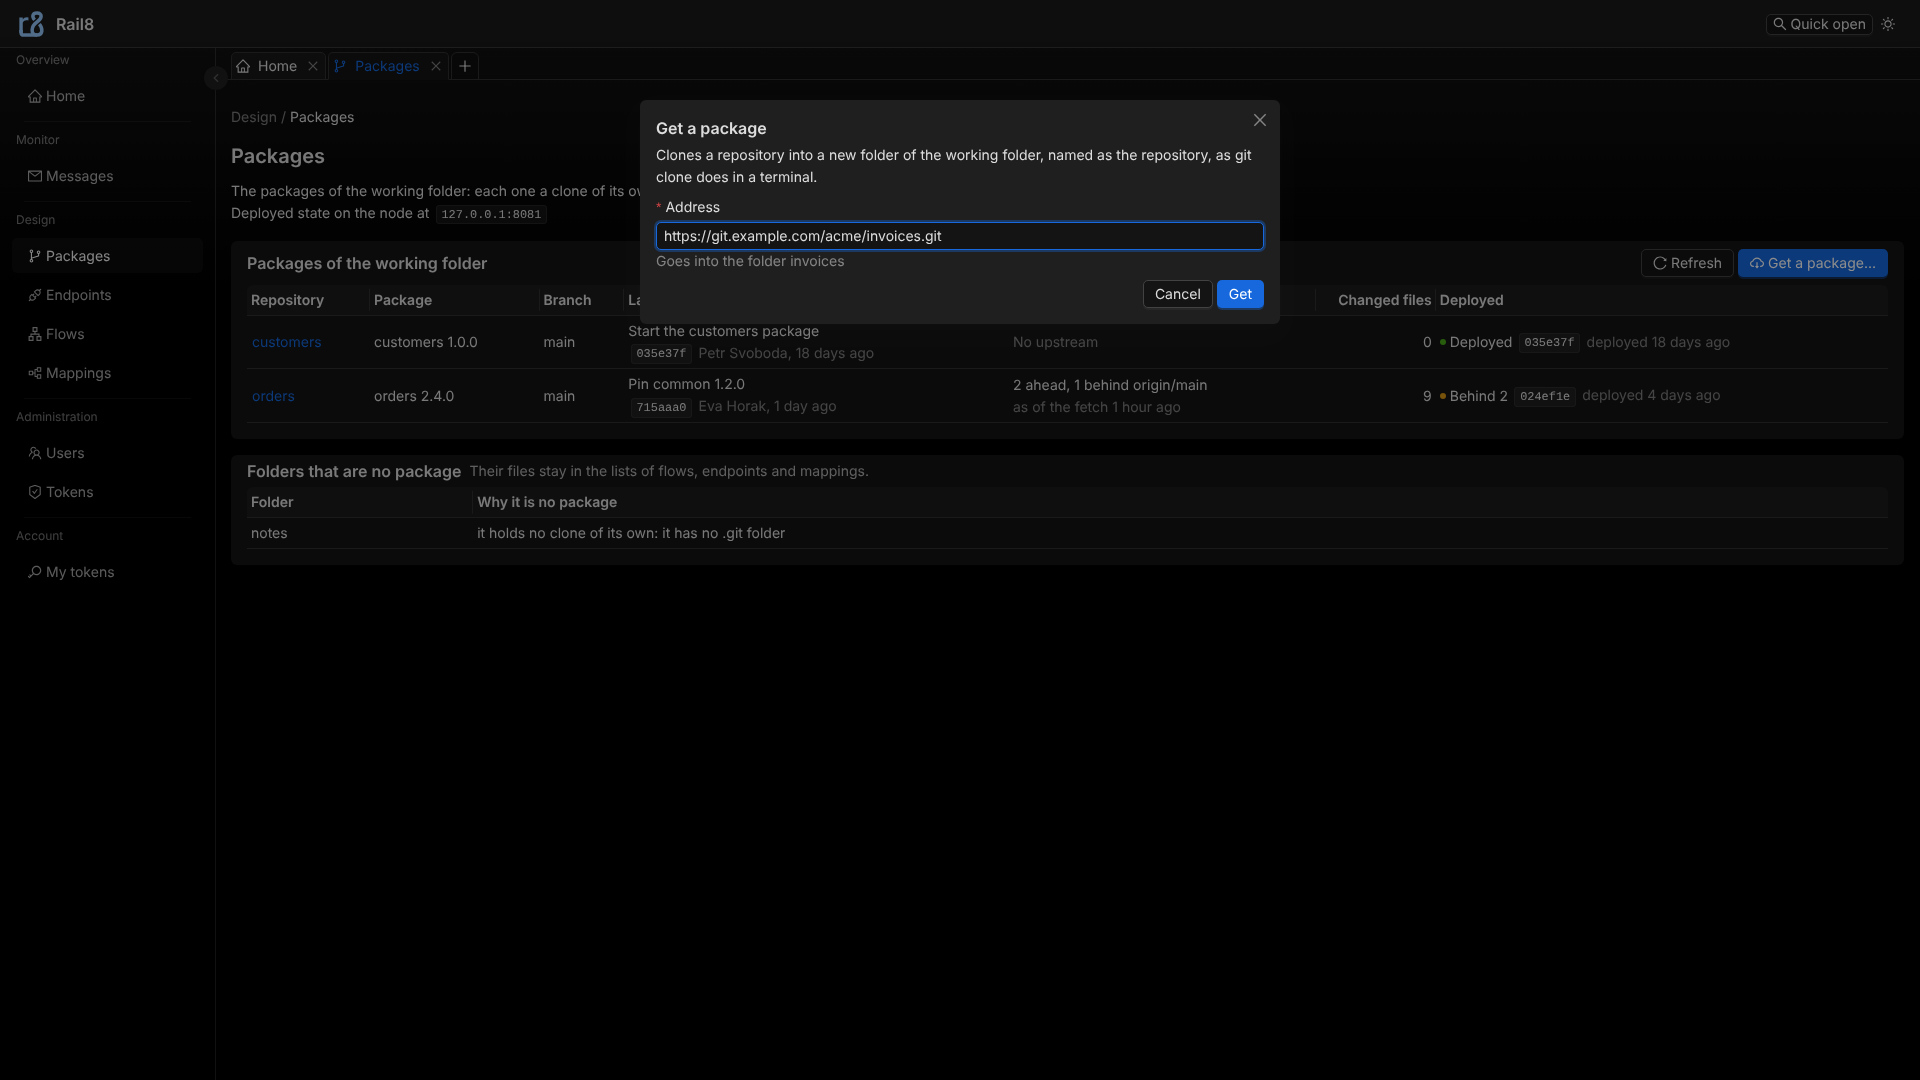 Rail8
Quick open
Overview
Home
Monitor
Messages
Design
Packages
Endpoints
Flows
Mappings
Administration
Users
Tokens
Account
My tokens
Home
Packages
Design / Packages
Packages
The packages of the working folder: each one a clone of its
Deployed state on the node at 127.0.0.1:8081
Get a package
Clones a repository into a new folder of the working folder, named as the repository, as git
clone does in a terminal.
* Address
https://git.example.com/acme/invoices.git
Goes into the folder invoices
Cancel Get
Packages of the working folder
Refresh Get a package...
Repository Package Branch Changed files Deployed
customers customers 1.0.0 main Start the customers package No upstream 0 Deployed 035e37f deployed 18 days ago
035e37f Petr Svoboda, 18 days ago
orders orders 2.4.0 main Pin common 1.2.0 2 ahead, 1 behind origin/main 9 Behind 2 024ef1e deployed 4 days ago
715aaa0 Eva Horak, 1 day ago as of the fetch 1 hour ago
Folders that are no package Their files stay in the lists of flows, endpoints and mappings.
Folder Why it is no package
notes it holds no clone of its own: it has no .git folder